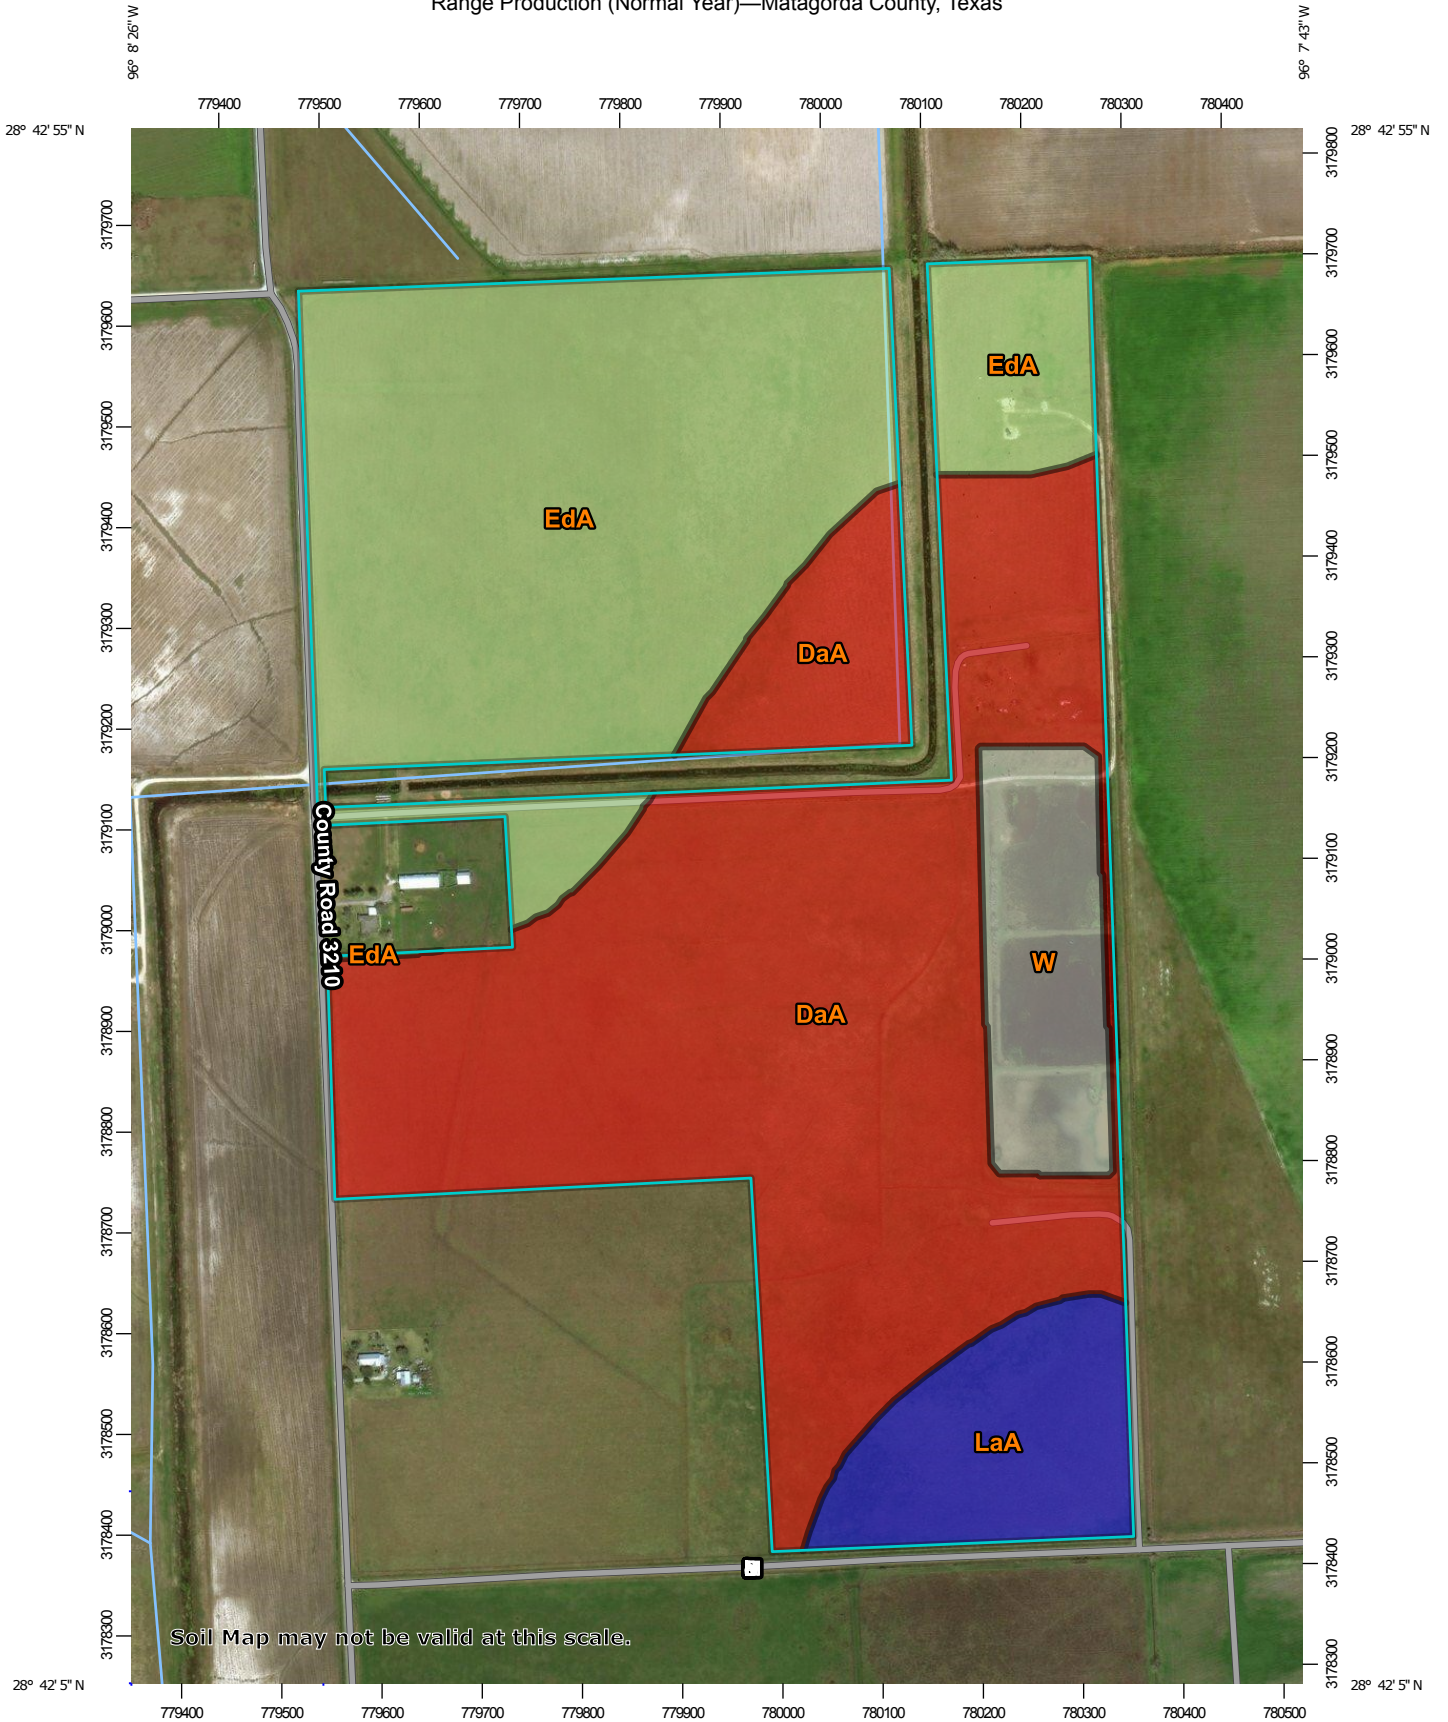 Range Production (Normal Year)—Matagorda County, Texas
96° 8' 26" W
96° 7' 43" W
779400 779500 779600 779700 779800 779900 780000 780100 780200 780300 780400
28° 42' 55" N
28° 42' 55" N
3179800
3179700
3179700
3179600
3179600
EdA
3179500
3179500
EdA
3179400
3179400
3179300
DaA
3179300
3179200
3179200
3179100
County Road 3210
3179100
3179000
EdA
W
3179000
DaA
3178900
3178900
3178800
3178800
3178700
3178700
3178600
3178600
3178500
LaA
3178500
3178400
3178400
3178300
Soil Map may not be valid at this scale.
3178300
28° 42' 5" N
28° 42' 5" N
779400 779500 779600 779700 779800 779900 780000 780100 780200 780300 780400 780500